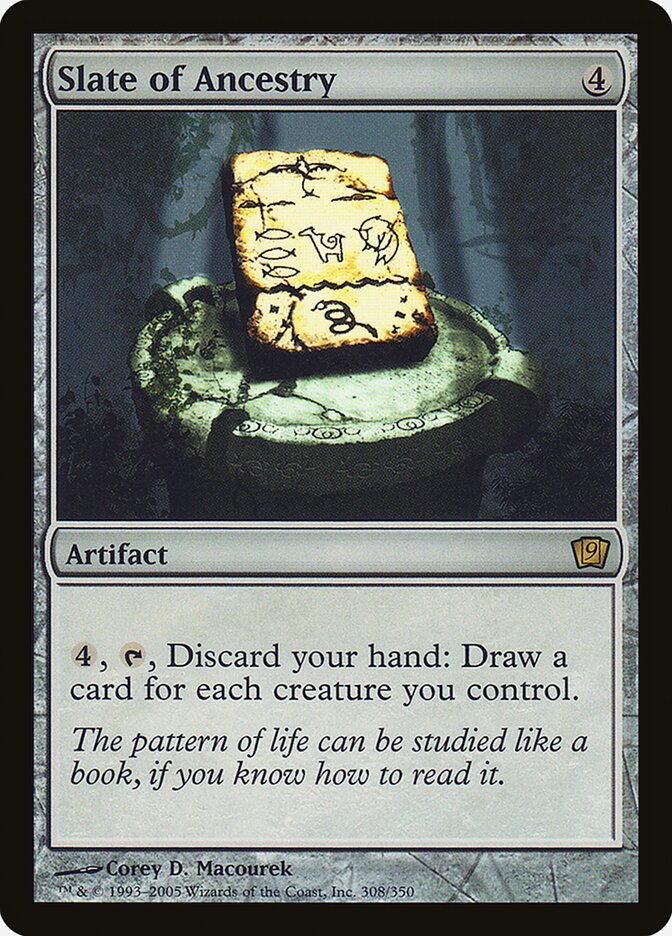 Slate of Ancestry 4
Artifact 9
4, , Discard your hand: Draw a
card for each creature you control.
The pattern of life can be studied like a
book, if you know how to read it.
Corey D. Macourek
™ & © 1993–2005 Wizards of the Coast, Inc. 308/350